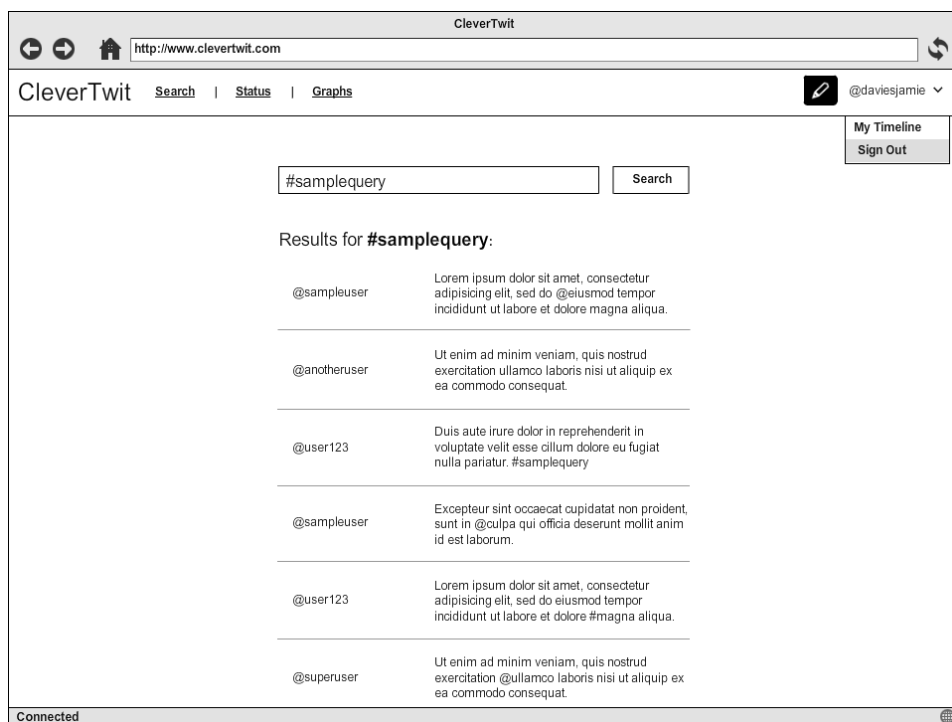 CleverTwit
http://www.clevertwit.com
CleverTwit Search | Status | Graphs @daviesjamie
My Timeline
Sign Out
#samplequery Search
Results for #samplequery:
@sampleuser
Lorem ipsum dolor sit amet, consectetur
adipisicing elit, sed do @eiusmod tempor
incididunt ut labore et dolore magna aliqua.
@anotheruser
Ut enim ad minim veniam, quis nostrud
exercitation ullamco laboris nisi ut aliquip ex
ea commodo consequat.
@user123
Duis aute irure dolor in reprehenderit in
voluptate velit esse cillum dolore eu fugiat
nulla pariatur. #samplequery
@sampleuser
Excepteur sint occaecat cupidatat non proident,
sunt in @culpa qui officia deserunt mollit anim
id est laborum.
@user123
Lorem ipsum dolor sit amet, consectetur
adipisicing elit, sed do eiusmod tempor
incididunt ut labore et dolore #magna aliqua.
@superuser
Ut enim ad minim veniam, quis nostrud
exercitation @ullamco laboris nisi ut aliquip ex
ea commodo consequat.
Connected